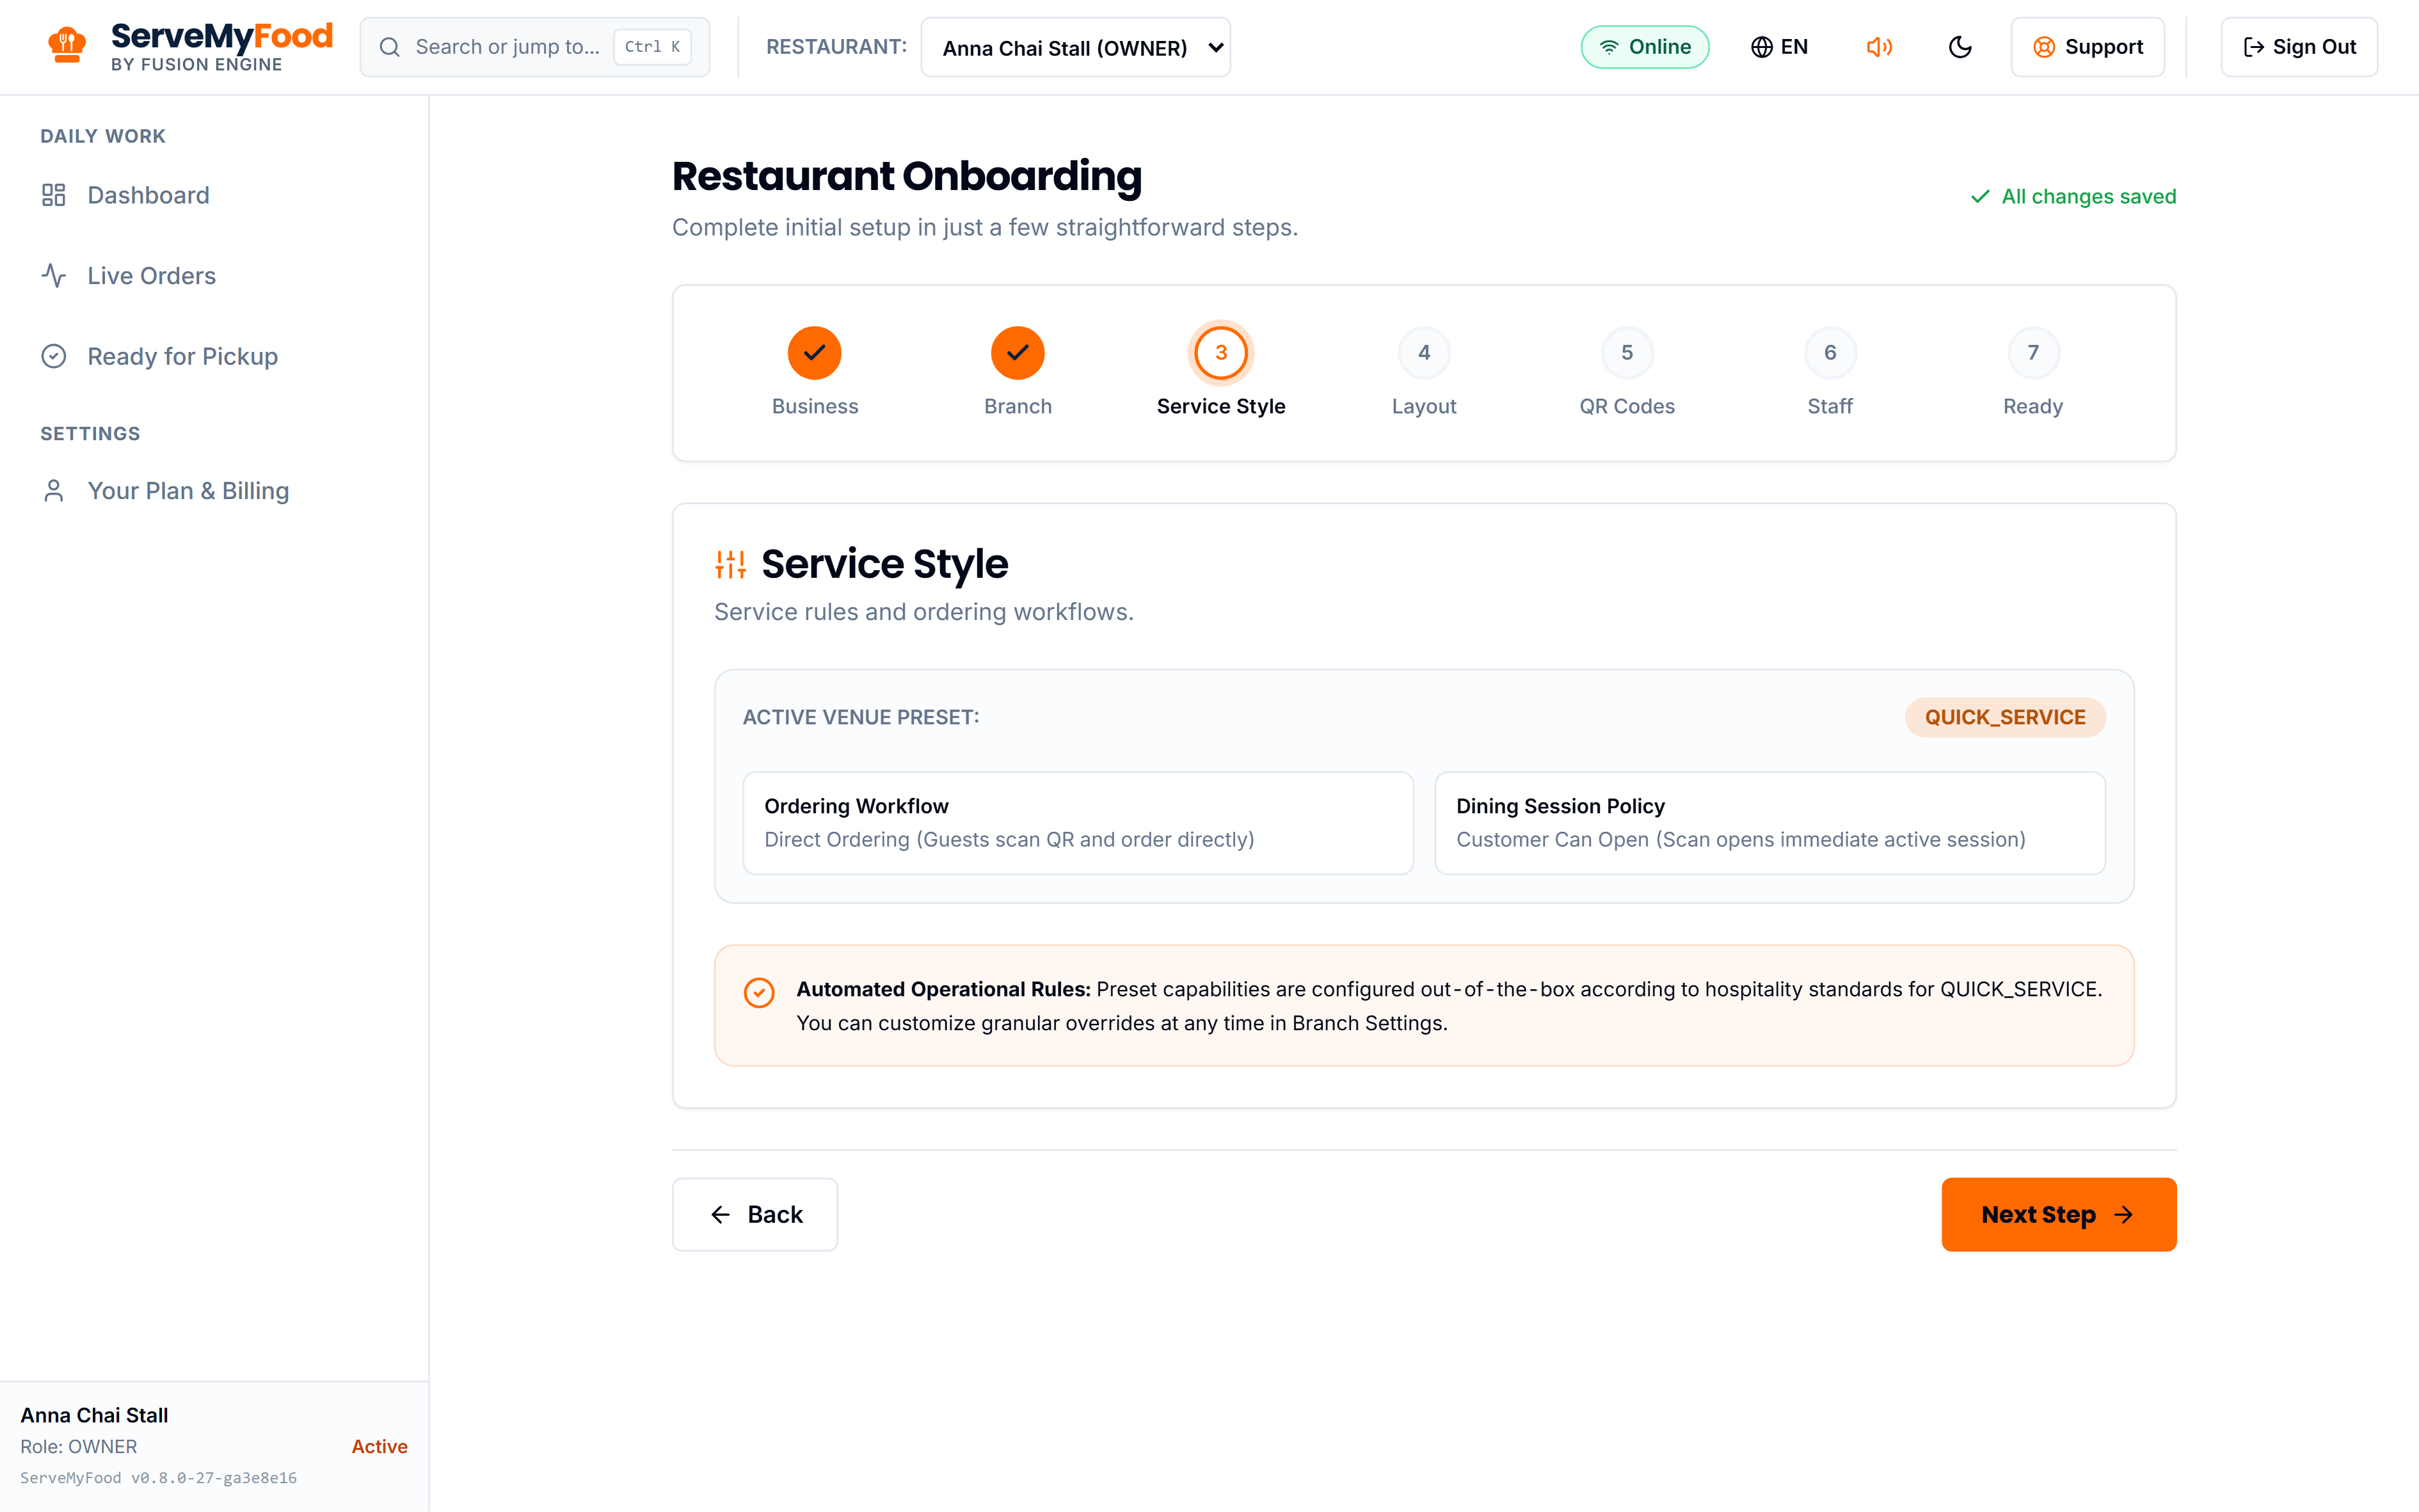 ServeMyFood
BY FUSION ENGINE
Search or jump to...
Ctrl K
RESTAURANT:
Anna Chai Stall (OWNER)
Online
EN
Support
Sign Out
DAILY WORK
Dashboard
Live Orders
Ready for Pickup
SETTINGS
Your Plan & Billing
Restaurant Onboarding
Complete initial setup in just a few straightforward steps.
All changes saved
Business
Branch
3
Service Style
4
Layout
5
QR Codes
6
Staff
7
Ready
Service Style
Service rules and ordering workflows.
ACTIVE VENUE PRESET:
QUICK_SERVICE
Ordering Workflow
Direct Ordering (Guests scan QR and order directly)
Dining Session Policy
Customer Can Open (Scan opens immediate active session)
Automated Operational Rules: Preset capabilities are configured out-of-the-box according to hospitality standards for QUICK_SERVICE.
You can customize granular overrides at any time in Branch Settings.
Back
Next Step
Anna Chai Stall
Role: OWNER
Active
ServeMyFood v0.8.0-27-ga3e8e16